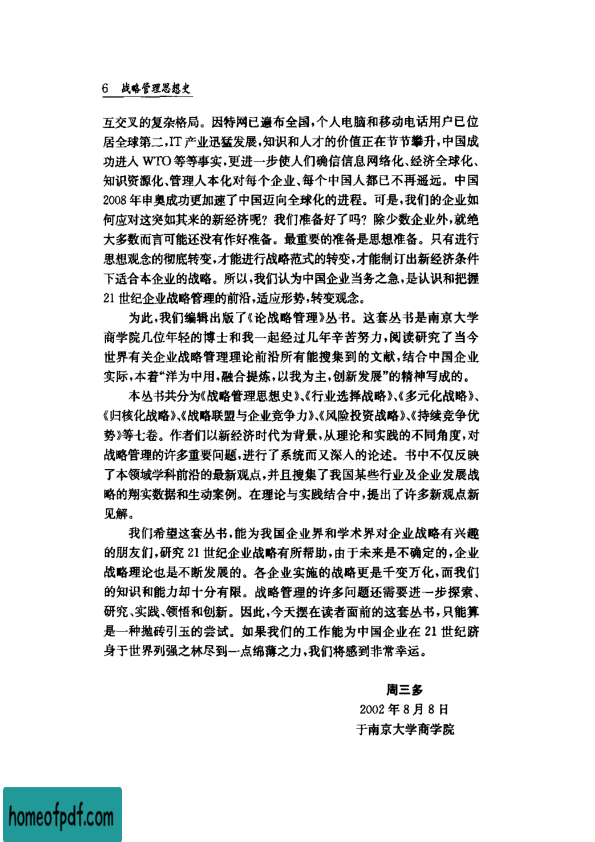 6 战略管理思想史
互交叉的复杂格局。因特网已遍布全国,个人电脑和移动电话用户已位
居全球第二,IT产业迅猛发展,知识和人才的价值正在节节攀升,中国成
功进入 WTO 等等事实,更进一步使人们确信信息网络化、经济全球化、
知识资源化、管理人本化对每个企业、每个中国人都已不再遥远。中国
2008年申奥成功更加速了中国迈向全球化的进程。可是,我们的企业如
何应对这突如其来的新经济呢? 我们准备好了吗? 除少数企业外,就绝
大多数而言可能还没有作好准备。最重要的准备是思想准备。只有进行
思想观念的彻底转变,才能进行战略范式的转变,才能制订出新经济条件
下适合本企业的战略。所以,我们认为中国企业当务之急,是认识和把握
21世纪企业战略管理的前沿,适应形势,转变观念。
为此,我们编辑出版了《论战略管理》丛书。这套丛书是南京大学
商学院几位年轻的博士和我一起经过几年辛苦努力,阅读研究了当今
世界有关企业战略管理理论前沿所有能搜集到的文献,结合中国企业
实际,本着“洋为中用,融合提炼,以我为主,创新发展”的精神写成的。
本丛书共分为《战略管理思想史》、《行业选择战略》、《多元化战略》、
《归核化战略》、《战略联盟与企业竞争力》、《风险投资战略》、《持续竞争优
势》等七卷。作者们以新经济时代为背景,从理论和实践的不同角度,对
战略管理的许多重要问题,进行了系统而又深入的论述。书中不仅反映
了本领域学科前沿的最新观点,并且搜集了我国某些行业及企业发展战
略的翔实数据和生动案例。在理论与实践结合中,提出了许多新观点新
见解。
我们希望这套丛书,能为我国企业界和学术界对企业战略有兴趣
的朋友们,研究21世纪企业战略有所帮助,由于未来是不确定的,企业
战略理论也是不断发展的。各企业实施的战略更是千变万化,而我们
的知识和能力却十分有限。战略管理的许多问题还需要进一步探索、
研究、实践、领悟和创新。因此,今天摆在读者面前的这套丛书,只能算
是一种抛砖引玉的尝试。如果我们的工作能为中国企业在21世纪跻
身于世界列强之林尽到一点绵薄之力,我们将感到非常幸运。
周三多
2002年8月8日
于南京大学商学院
homeofpdf.com